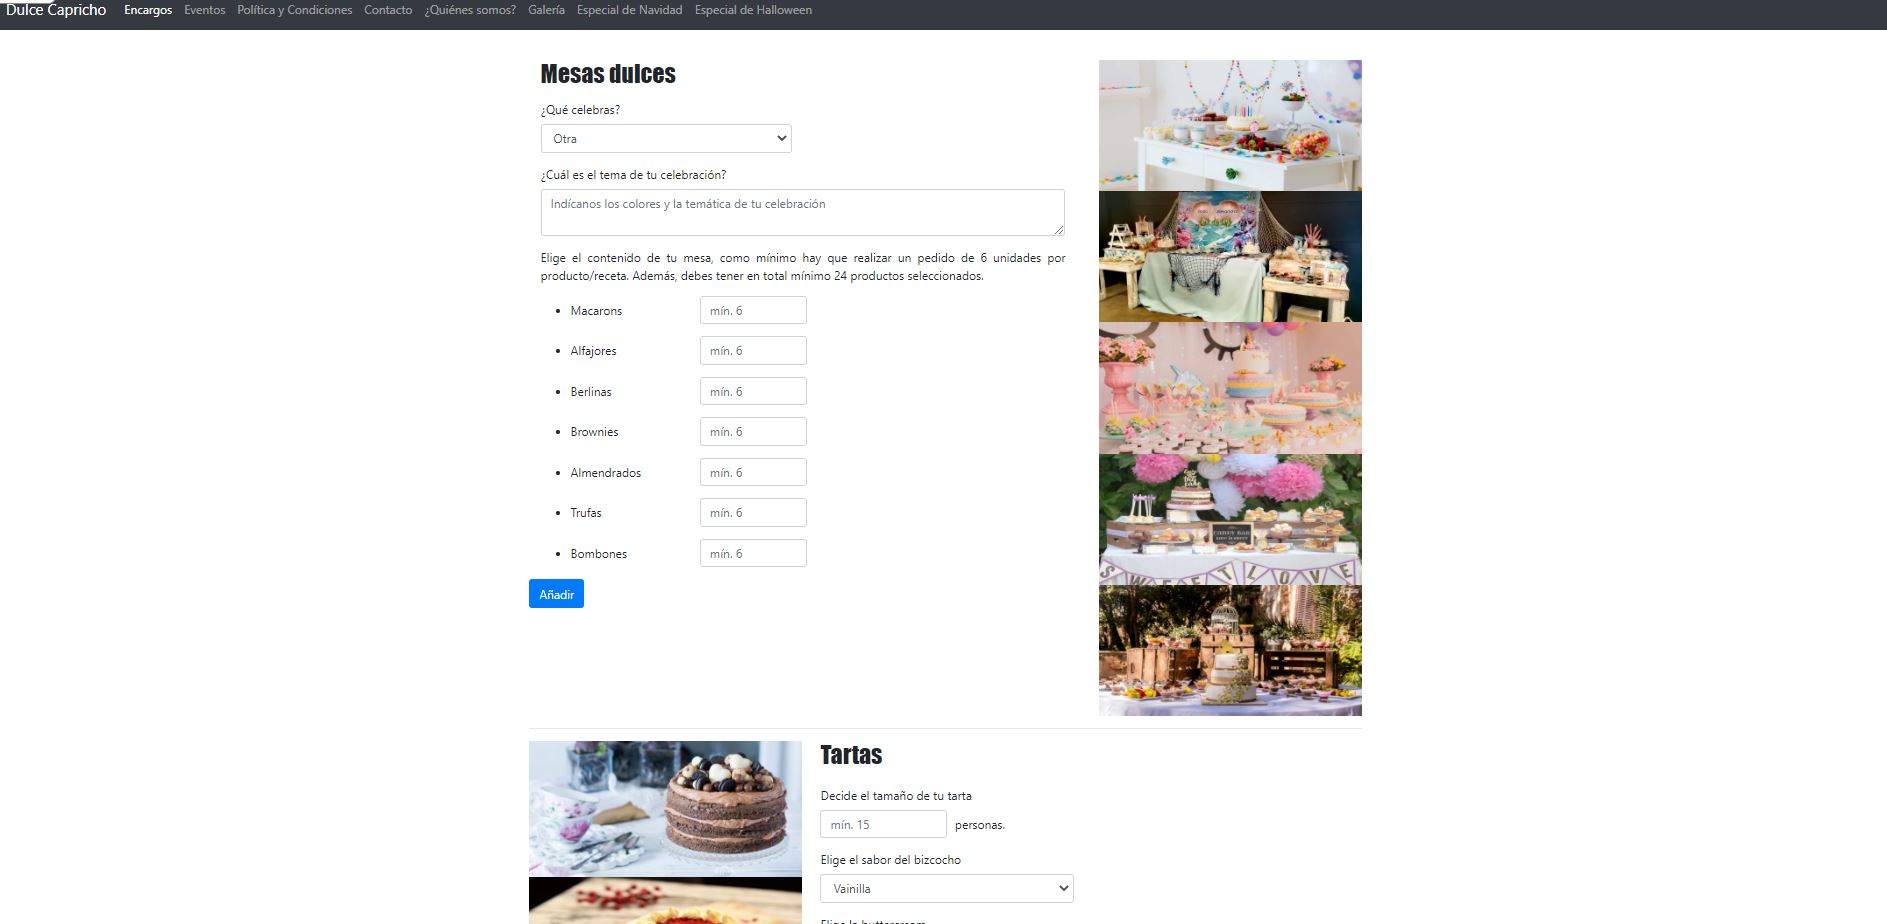 Dulce Capricho Encargos Eventos Política y Condiciones Contacto ¿Quiénes somos? Galería Especial de Navidad Especial de Halloween
Mesas dulces
¿Qué celebras?
Otra
¿Cuál es el tema de tu celebración?
Indícanos los colores y la temática de tu celebración
Elige el contenido de tu mesa, como mínimo hay que realizar un pedido de 6 unidades por
producto/receta. Además, debes tener en total mínimo 24 productos seleccionados.
• Macarons mín. 6
• Alfajores mín. 6
• Berlinas mín. 6
• Brownies mín. 6
• Almendrados mín. 6
• Trufas mín. 6
• Bombones mín. 6
Añadir
CANDY BAR
SWEET LOVE
Tartas
Decide el tamaño de tu tarta
mín. 15 personas.
Elige el sabor del bizcocho
Vainilla